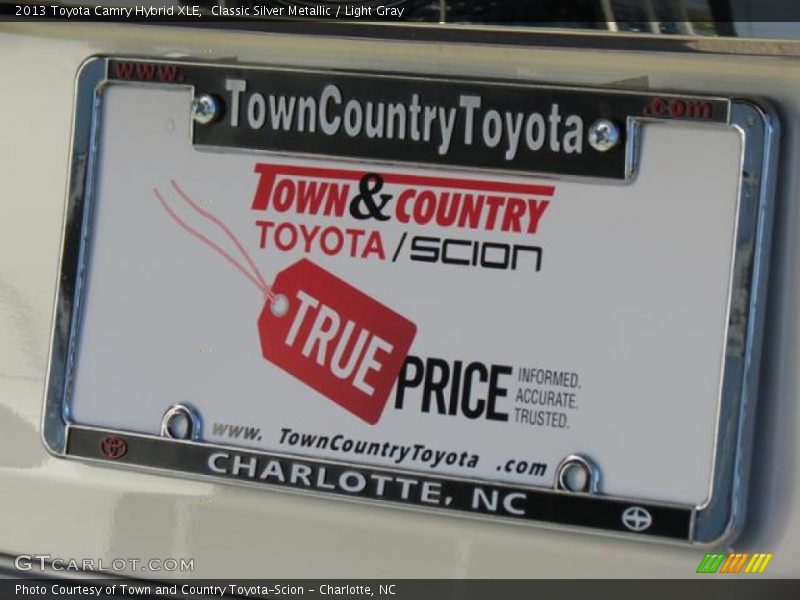 2013 Toyota Camry Hybrid XLE,  Classic Silver Metallic / Light Gray
www. .com
TownCountryToyota
TOWN & COUNTRY
TOYOTA / SCION
TRUE PRICE
INFORMED.
ACCURATE.
TRUSTED.
www. TownCountryToyota .com
CHARLOTTE, NC
GTCARLOT.COM
Photo Courtesy of Town and Country Toyota-Scion - Charlotte, NC